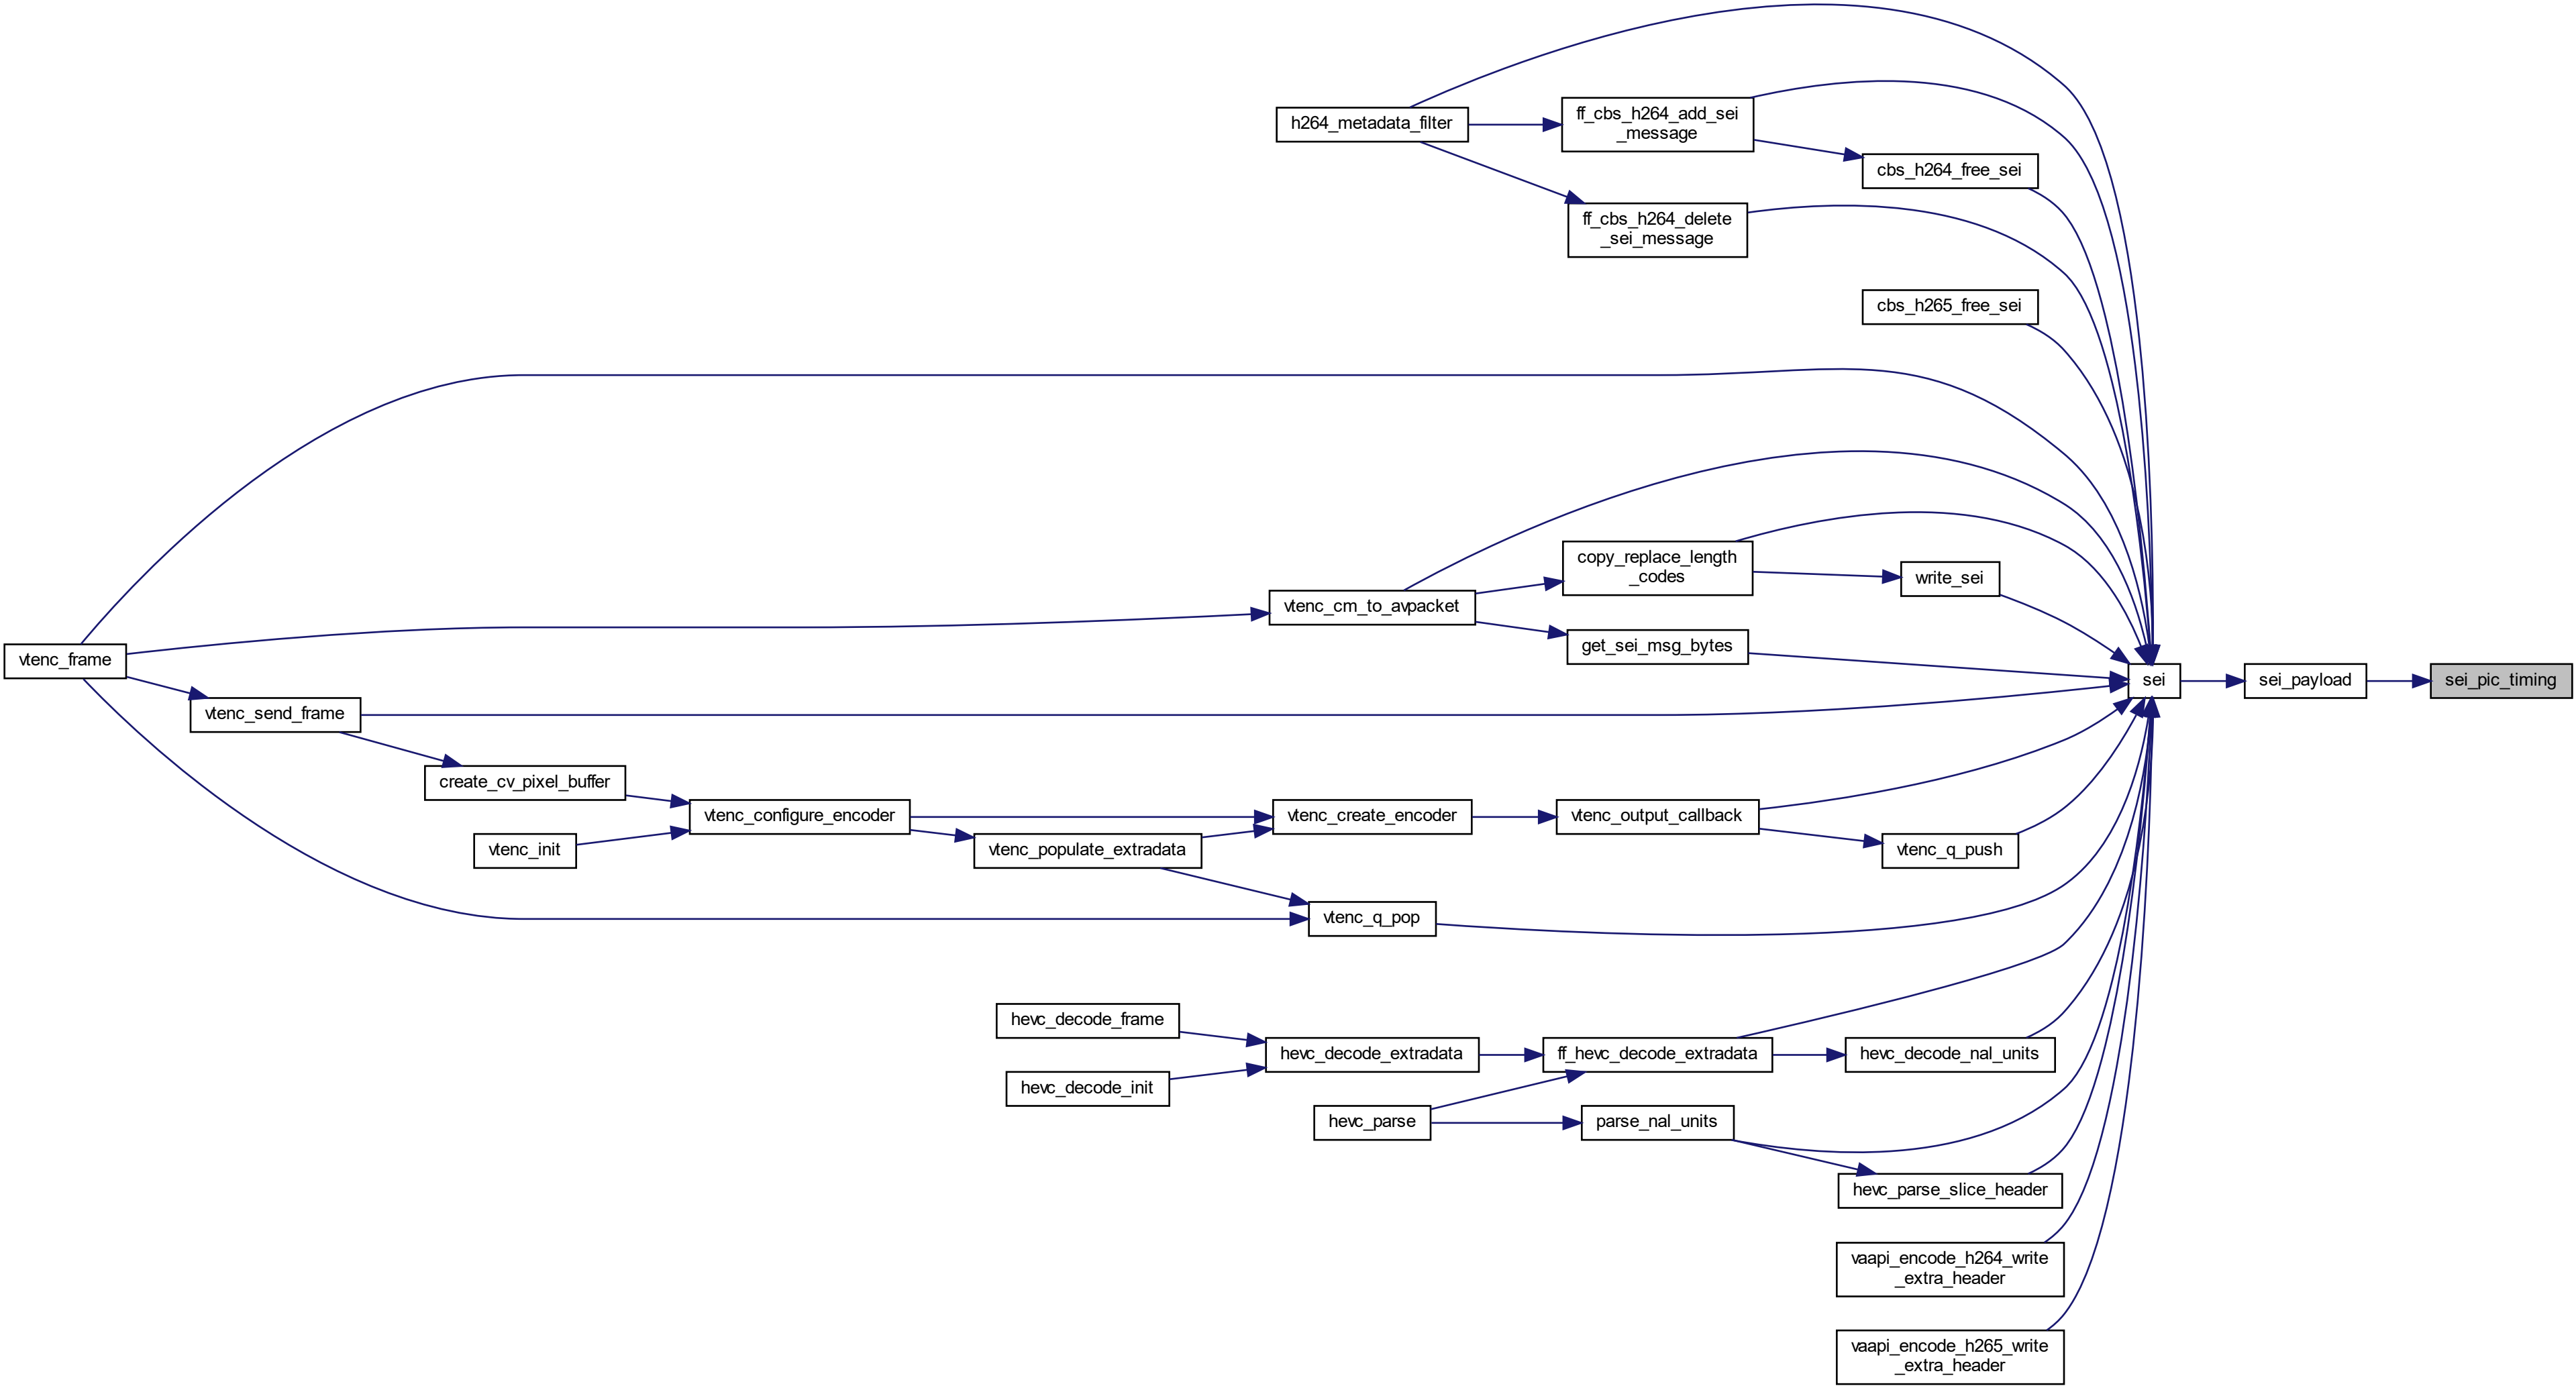 h264_metadata_filter
ff_cbs_h264_add_sei
_message
cbs_h264_free_sei
ff_cbs_h264_delete
_sei_message
cbs_h265_free_sei
copy_replace_length
_codes
write_sei
vtenc_cm_to_avpacket
get_sei_msg_bytes
vtenc_frame
sei
sei_payload
sei_pic_timing
vtenc_send_frame
create_cv_pixel_buffer
vtenc_configure_encoder
vtenc_create_encoder
vtenc_output_callback
vtenc_init
vtenc_populate_extradata
vtenc_q_push
vtenc_q_pop
hevc_decode_frame
hevc_decode_extradata
ff_hevc_decode_extradata
hevc_decode_nal_units
hevc_decode_init
hevc_parse
parse_nal_units
hevc_parse_slice_header
vaapi_encode_h264_write
_extra_header
vaapi_encode_h265_write
_extra_header